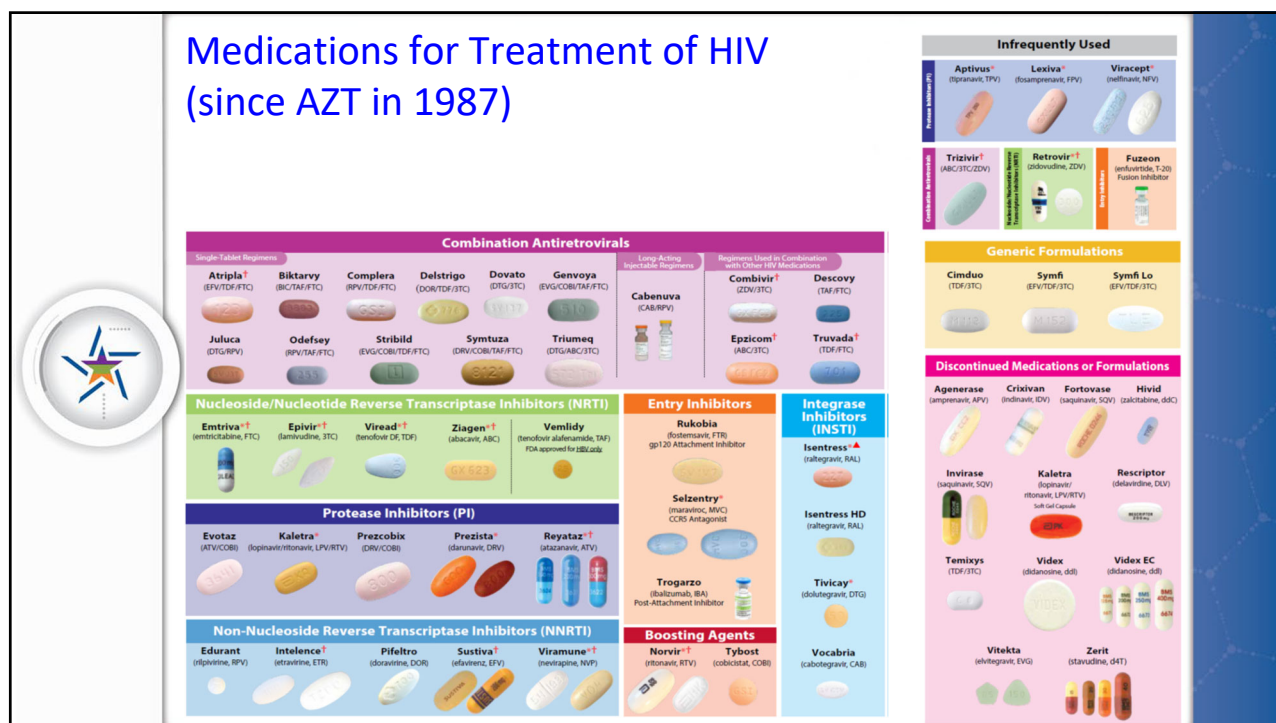 Medications for Treatment of HIV
(since AZT in 1987)
Combination Antiretrovirals
Single-Tablet Regimens
Atripla†
(EFV/TDF/FTC)
Biktarvy
(BIC/TAF/FTC)
Complera
(RPV/TDF/FTC)
Delstrigo
(DOR/TDF/3TC)
Dovato
(DTG/3TC)
Genvoya
(EVG/COBI/TAF/FTC)
Juluca
(DTG/RPV)
Odefsey
(RPV/TAF/FTC)
Stribild
(EVG/COBI/TDF/FTC)
Symtuza
(DRV/COBI/TAF/FTC)
Triumeq
(DTG/ABC/3TC)
Long-Acting
Injectable Regimens
Cabenuva
(CAB/RPV)
Regimens Used in Combination
with Other HIV Medications
Combivir†
(ZDV/3TC)
Descovy
(TAF/FTC)
Epzicom†
(ABC/3TC)
Truvada†
(TDF/FTC)
Nucleoside/Nucleotide Reverse Transcriptase Inhibitors (NRTI)
Emtriva*†
(emtricitabine, FTC)
Epivir*†
(lamivudine, 3TC)
Viread*†
(tenofovir DF, TDF)
Ziagen*†
(abacavir, ABC)
Vemlidy
(tenofovir alafenamide, TAF)
FDA approved for HBV only
Protease Inhibitors (PI)
Evotaz
(ATV/COBI)
Kaletra*
(lopinavir/ritonavir, LPV/RTV)
Prezcobix
(DRV/COBI)
Prezista*
(darunavir, DRV)
Reyataz*†
(atazanavir, ATV)
Non-Nucleoside Reverse Transcriptase Inhibitors (NNRTI)
Edurant
(rilpivirine, RPV)
Intelence*†
(etravirine, ETR)
Pifeltro
(doravirine, DOR)
Sustiva†
(efavirenz, EFV)
Viramune*†
(nevirapine, NVP)
Entry Inhibitors
Rukobia
(fostemsavir, FTR)
gp120 Attachment Inhibitor
Selzentry*
(maraviroc, MVC)
CCR5 Antagonist
Trogarzo
(ibalizumab, IBA)
Post-Attachment Inhibitor
Boosting Agents
Norvir*†
(ritonavir, RTV)
Tybost
(cobicistat, COBI)
Integrase
Inhibitors
(INSTI)
Isentress*▲
(raltegravir, RAL)
Isentress HD
(raltegravir, RAL)
Tivicay*
(dolutegravir, DTG)
Vocabria
(cabotegravir, CAB)
Infrequently Used
Protease Inhibitors (PI)
Aptivus*
(tipranavir, TPV)
Lexiva*
(fosamprenavir, FPV)
Viracept*
(nelfinavir, NFV)
Combination Antiretrovirals
Trizivir†
(ABC/3TC/ZDV)
Nucleoside/Nucleotide Reverse
Transcriptase Inhibitors (NRTI)
Retrovir*†
(zidovudine, ZDV)
Entry Inhibitors
Fuzeon
(enfuvirtide, T-20)
Fusion Inhibitor
Generic Formulations
Cimduo
(TDF/3TC)
Symfi
(EFV/TDF/3TC)
Symfi Lo
(EFV/TDF/3TC)
Discontinued Medications or Formulations
Agenerase
(amprenavir, APV)
Crixivan
(indinavir, IDV)
Fortovase
(saquinavir, SQV)
Hivid
(zalcitabine, ddC)
Invirase
(saquinavir, SQV)
Kaletra
(lopinavir/
ritonavir, LPV/RTV)
Soft Gel Capsule
Rescriptor
(delavirdine, DLV)
Temixys
(TDF/3TC)
Videx
(didanosine, ddI)
VIDEX
Videx EC
(didanosine, ddI)
Vitekta
(elvitegravir, EVG)
Zerit
(stavudine, d4T)